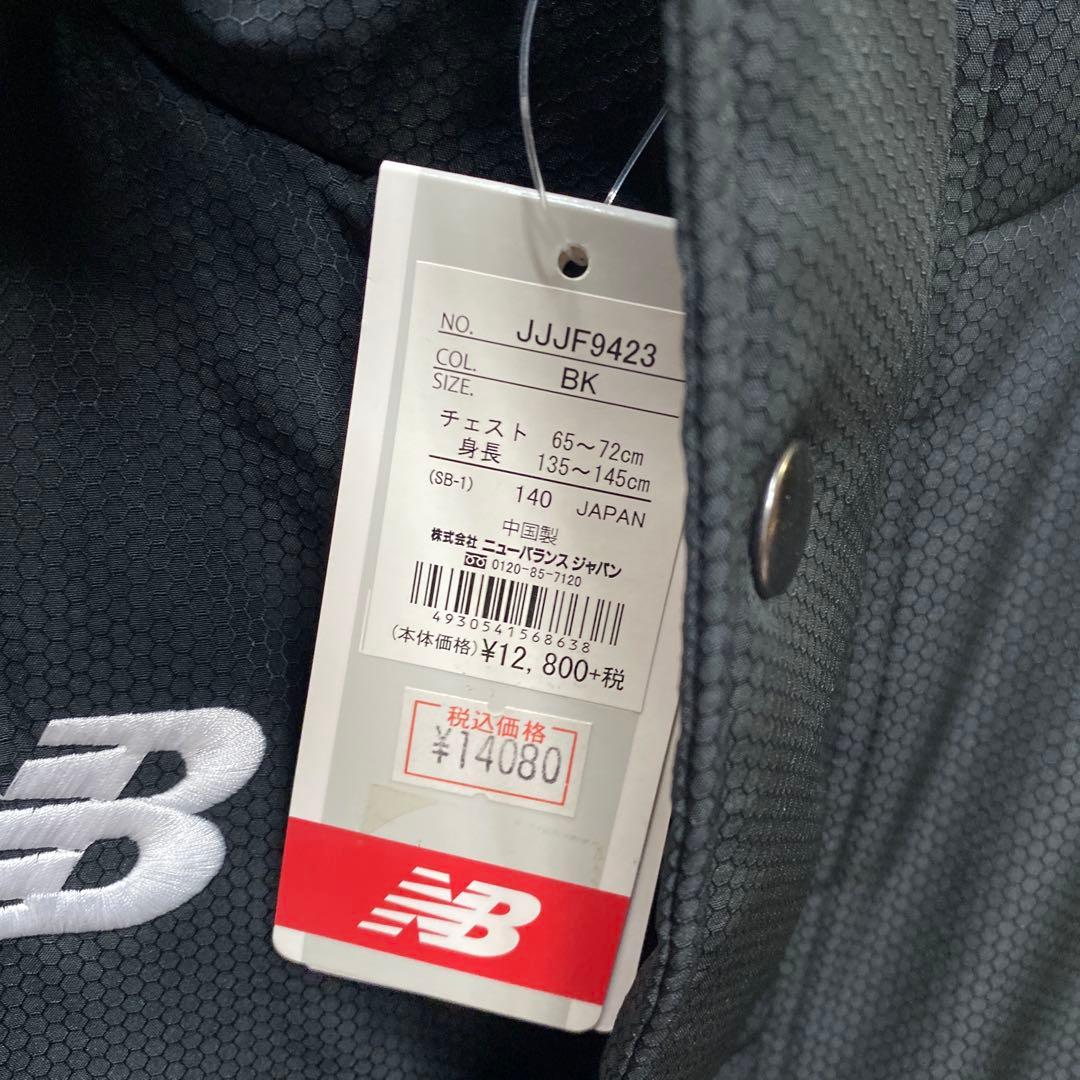 NO. JJJF9423
COL. BK
SIZE.
チェスト 65～72cm
身長 135～145cm
(SB-1) 140 JAPAN
中国製
株式会社 ニューバランス ジャパン
0120-85-7120
4930541568638
(本体価格)¥12,800+税
税込価格
¥14080
NB
NB